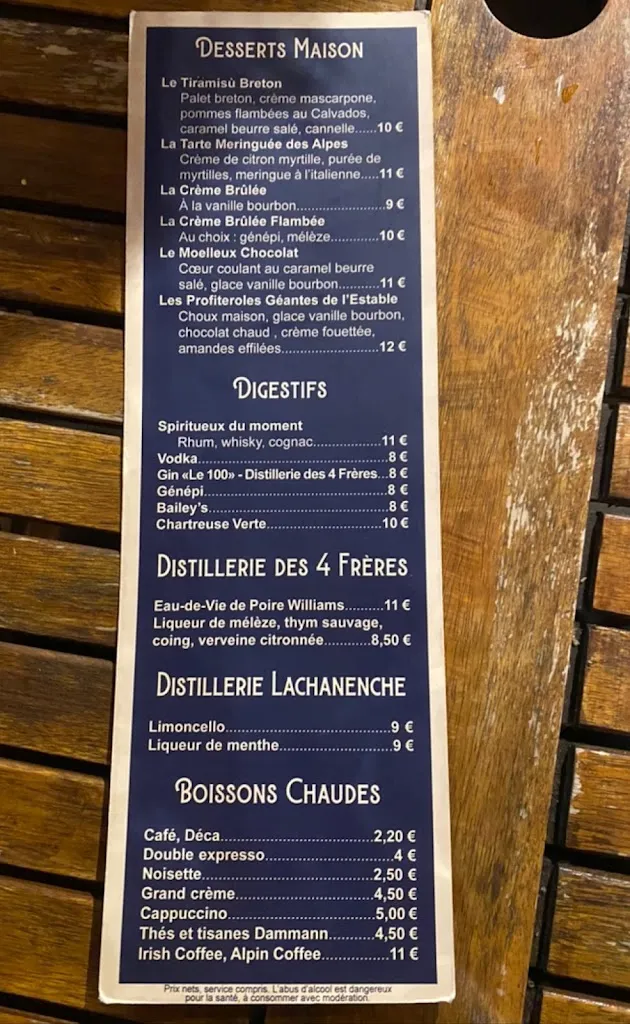 Desserts Maison
Le Tiramisù Breton
Palet breton, crème mascarpone,
pommes flambées au Calvados,
caramel beurre salé, cannelle......10 €
La Tarte Meringuée des Alpes
Crème de citron myrtille, purée de
myrtilles, meringue à l'italienne.....11 €
La Crème Brûlée
À la vanille bourbon......................9 €
La Crème Brûlée Flambée
Au choix : génépi, mélèze............10 €
Le Moelleux Chocolat
Cœur coulant au caramel beurre
salé, glace vanille bourbon..........11 €
Les Profiteroles Géantes de l'Estable
Choux maison, glace vanille bourbon,
chocolat chaud , crème fouettée,
amandes effilées........................12 €
Digestifs
Spiritueux du moment
Rhum, whisky, cognac.................11 €
Vodka...............................................8 €
Gin «Le 100» - Distillerie des 4 Frères...8 €
Génépi..............................................8 €
Bailey's.............................................8 €
Chartreuse Verte............................10 €
Distillerie des 4 Frères
Eau-de-Vie de Poire Williams..........11 €
Liqueur de mélèze, thym sauvage,
coing, verveine citronnée...........8,50 €
Distillerie Lachanenche
Limoncello.........................................9 €
Liqueur de menthe............................9 €
Boissons Chaudes
Café, Déca....................................2,20 €
Double expresso...............................4 €
Noisette.........................................2,50 €
Grand crème..................................4,50 €
Cappuccino...................................5,00 €
Thés et tisanes Dammann..........4,50 €
Irish Coffee, Alpin Coffee...............11 €
Prix nets, service compris. L'abus d'alcool est dangereux
pour la santé, à consommer avec modération.